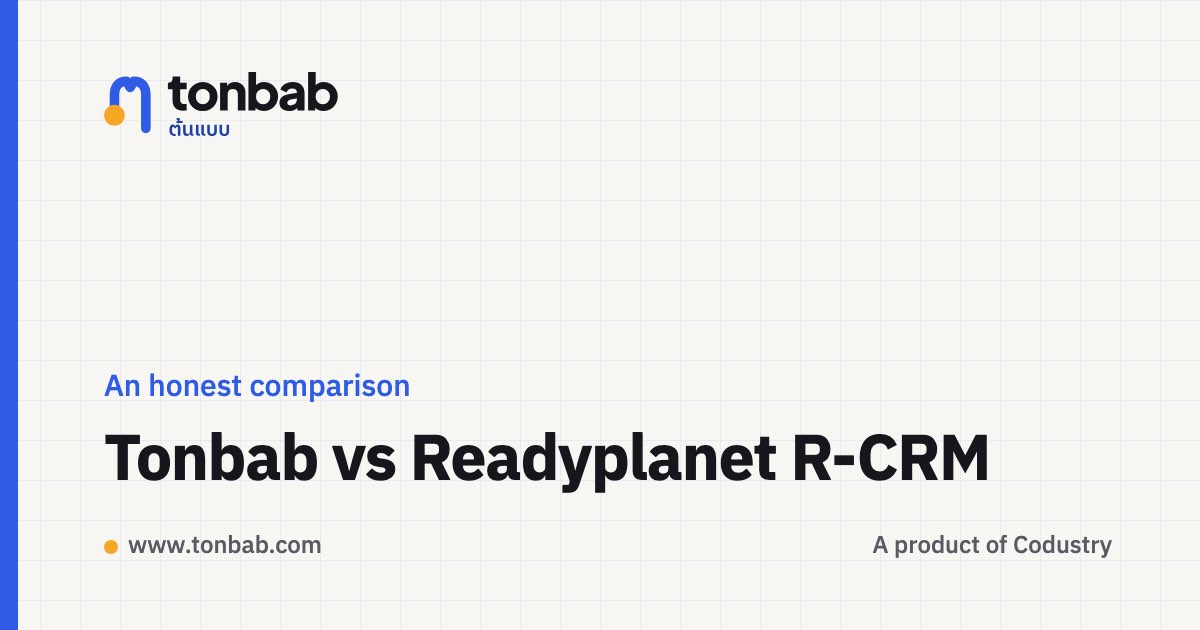 tonbab
ต้นแบบ
An honest comparison
Tonbab vs Readyplanet R-CRM
www.tonbab.com
A product of Codustry